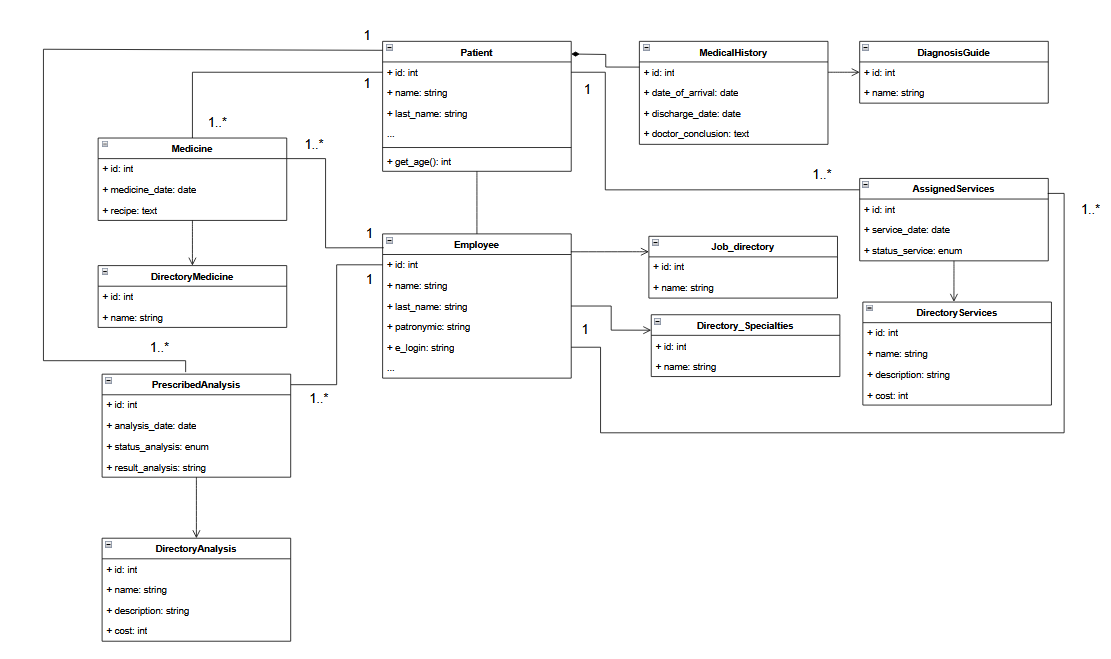 1
Patient
+ id: int
+ name: string
+ last_name: string
...
+ get_age(): int
MedicalHistory
+ id: int
+ date_of_arrival: date
+ discharge_date: date
+ doctor_conclusion: text
DiagnosisGuide
+ id: int
+ name: string
1
1
1..*
1..*
1..*
1..*
Medicine
+ id: int
+ medicine_date: date
+ recipe: text
AssignedServices
+ id: int
+ service_date: date
+ status_service: enum
1
Employee
+ id: int
+ name: string
+ last_name: string
+ patronymic: string
+ e_login: string
...
1
1
Job_directory
+ id: int
+ name: string
DirectoryMedicine
+ id: int
+ name: string
Directory_Specialties
+ id: int
+ name: string
DirectoryServices
+ id: int
+ name: string
+ description: string
+ cost: int
1..*
1..*
PrescribedAnalysis
+ id: int
+ analysis_date: date
+ status_analysis: enum
+ result_analysis: string
DirectoryAnalysis
+ id: int
+ name: string
+ description: string
+ cost: int